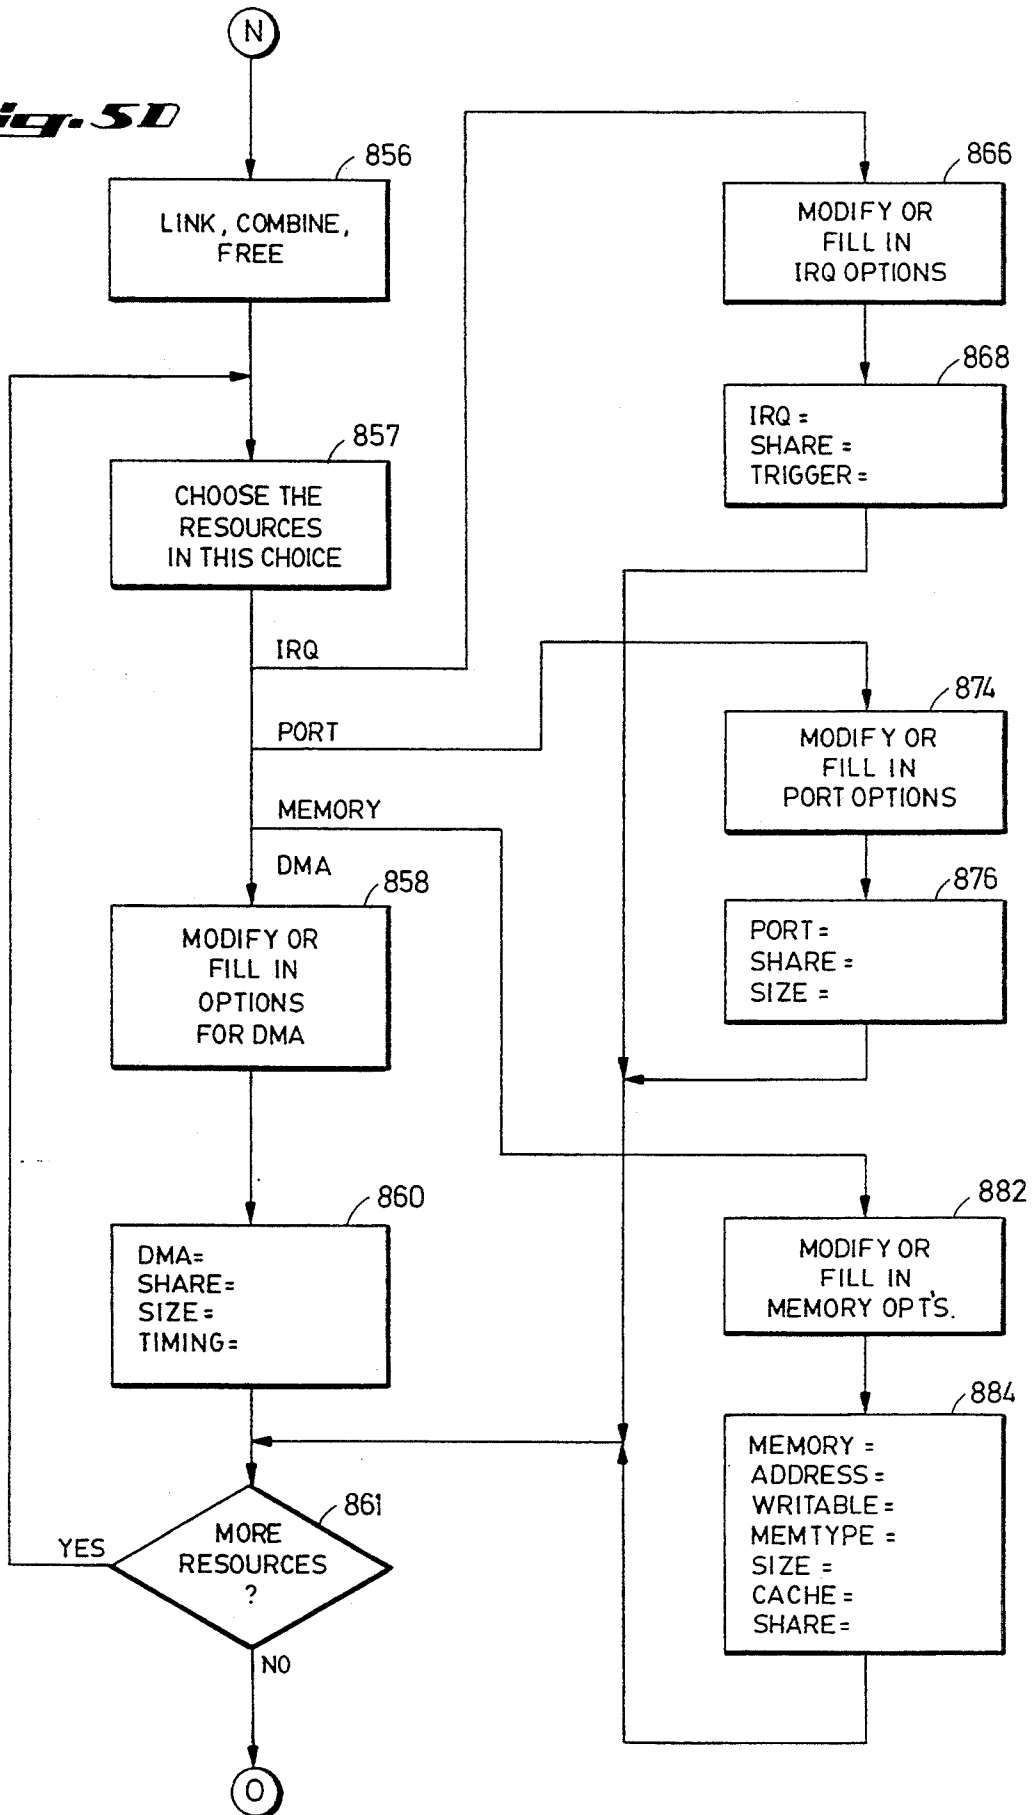 N
ig. 5D
856
LINK, COMBINE,
FREE
857
CHOOSE THE
RESOURCES
IN THIS CHOICE
IRQ
PORT
MEMORY
DMA
858
MODIFY OR
FILL IN
OPTIONS
FOR DMA
860
DMA=
SHARE=
SIZE=
TIMING=
861
MORE
RESOURCES
?
YES
NO
O
866
MODIFY OR
FILL IN
IRQ OPTIONS
868
IRQ =
SHARE =
TRIGGER=
874
MODIFY OR
FILL IN
PORT OPTIONS
876
PORT=
SHARE=
SIZE =
882
MODIFY OR
FILL IN
MEMORY OPT'S.
884
MEMORY =
ADDRESS=
WRITABLE=
MEMTYPE =
SIZE =
CACHE=
SHARE=